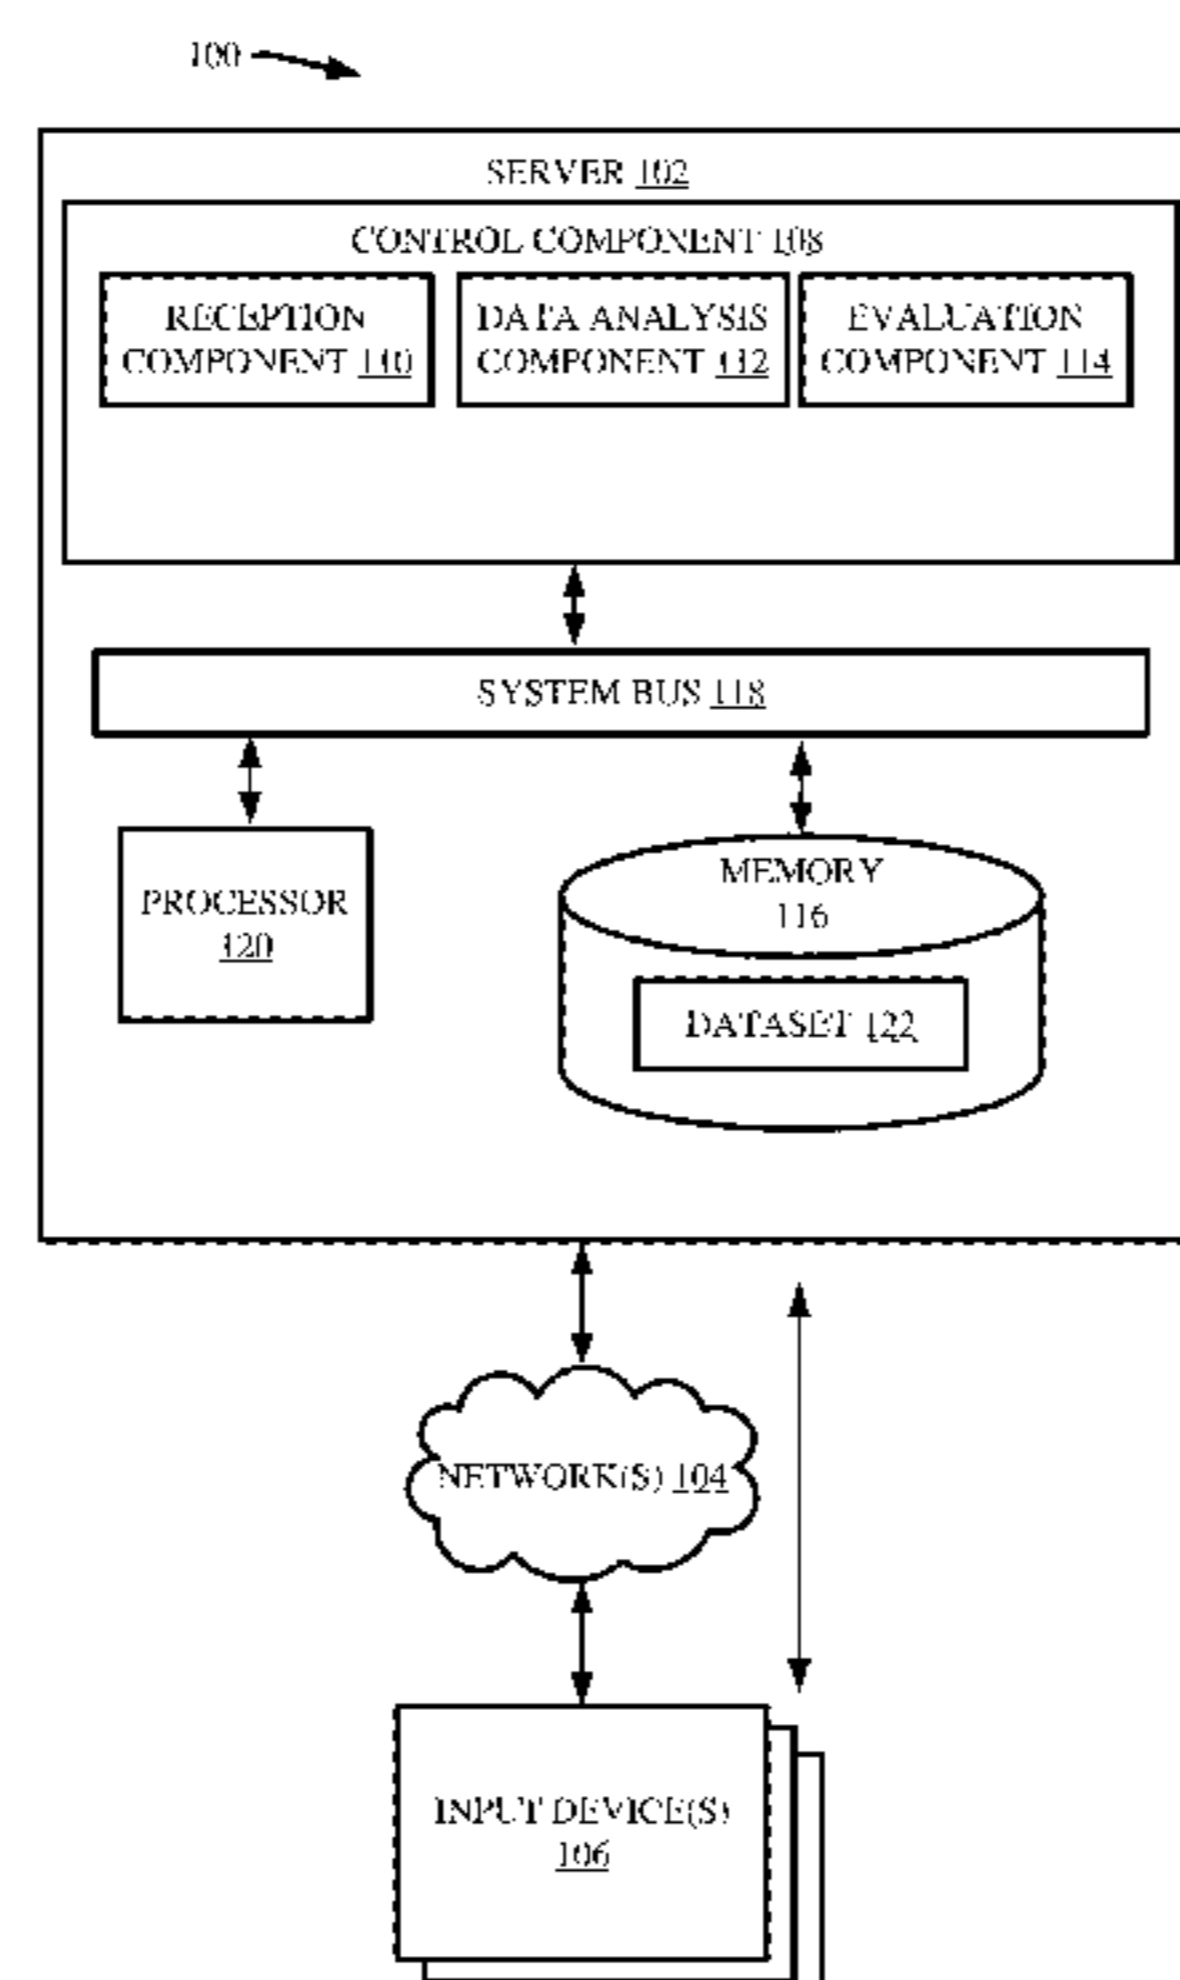 100
SERVER 102
CONTROL COMPONENT 108
RECEPTION
COMPONENT 110
DATA ANALYSIS
COMPONENT 112
EVALUATION
COMPONENT 114
SYSTEM BUS 118
PROCESSOR
120
MEMORY
116
DATASET 122
NETWORK(S) 104
INPUT DEVICE(S)
106